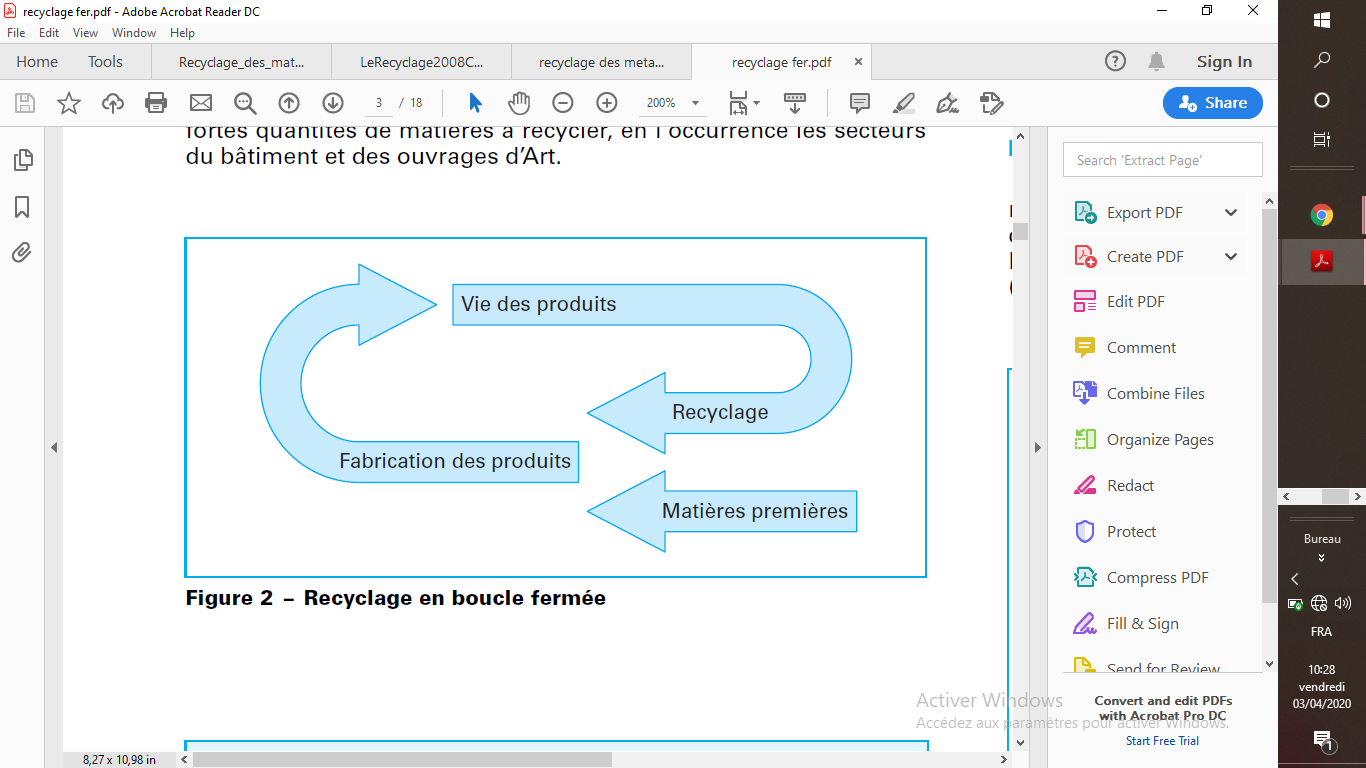 recyclage fer.pdf - Adobe Acrobat Reader DC
File Edit View Window Help
Home Tools Recyclage_des_mat... LeRecyclage2008C... recyclage des meta... recyclage fer.pdf × Sign In
3 / 18 200% Share
fortes quantités de matières à recycler, en l'occurrence les secteurs
du bâtiment et des ouvrages d'Art.
Vie des produits
Recyclage
Fabrication des produits
Matières premières
Figure 2 – Recyclage en boucle fermée
8,27 x 10,98 in
Search 'Extract Page'
Export PDF
Create PDF
Edit PDF
Comment
Combine Files
Organize Pages
Redact
Protect
Compress PDF
Fill & Sign
Send for Review
Convert and edit PDFs
with Acrobat Pro DC
Start Free Trial
Activer Windows
Accédez aux paramètres pour activer Windows.
Bureau
FRA
10:28
vendredi
03/04/2020
1